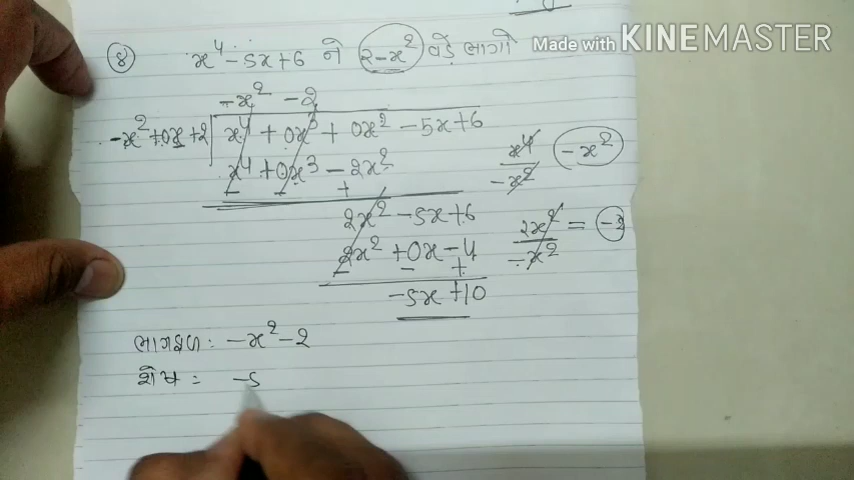 Made with KINEMASTER
(૪) x⁴ - 5x + 6 ને 2 - x² વડે ભાગો
-x² - 2
-x² + 0x + 2 | x⁴ + 0x³ + 0x² - 5x + 6
x⁴ + 0x³ - 2x²
- - +
2x² - 5x + 6
2x² + 0x - 4
- - +
-5x + 10
x⁴ / -x² -x²
2x² / -x² = -2
ભાગફળ: -x² - 2
શેષ = -5